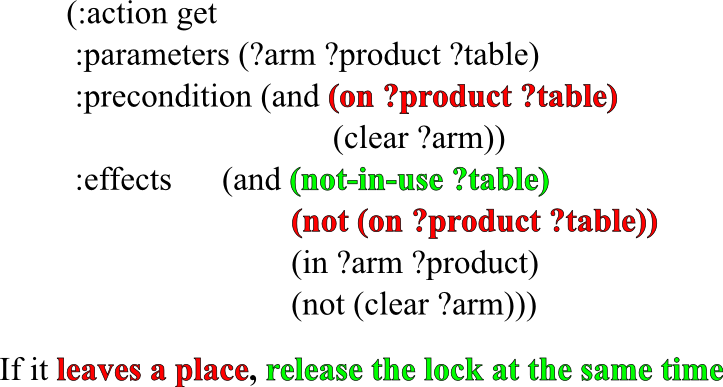 (:action get
:parameters (?arm ?product ?table)
:precondition (and (on ?product ?table)
(clear ?arm))
:effects (and (not-in-use ?table)
(not (on ?product ?table))
(in ?arm ?product)
(not (clear ?arm)))
If it leaves a place, release the lock at the same time